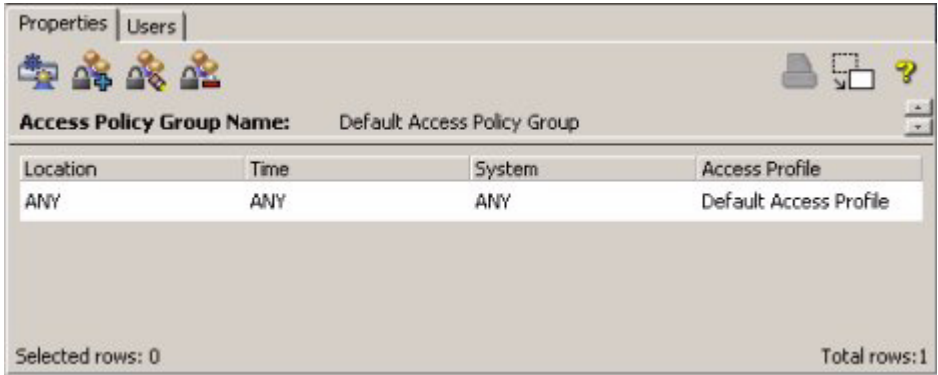 Properties Users
Access Policy Group Name: Default Access Policy Group
Location Time System Access Profile
ANY ANY ANY Default Access Profile
Selected rows: 0 Total rows:1